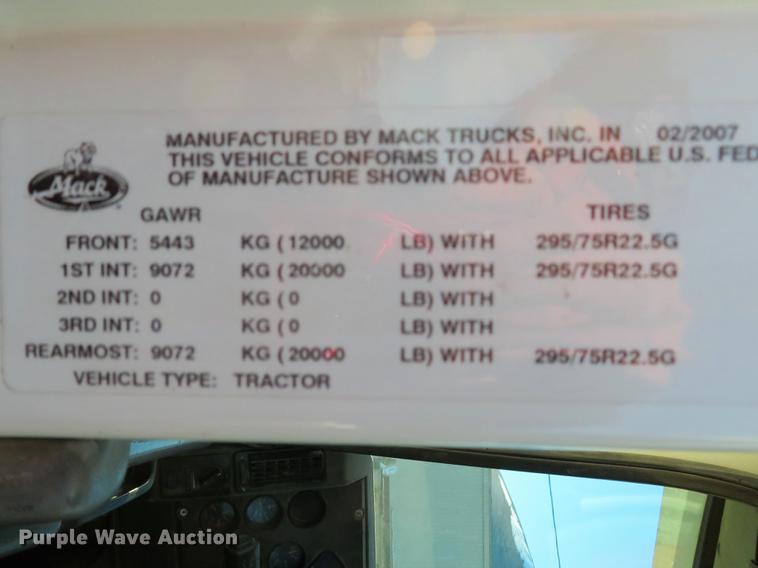 MANUFACTURED BY MACK TRUCKS, INC. IN 02/2007
THIS VEHICLE CONFORMS TO ALL APPLICABLE U.S. FED
OF MANUFACTURE SHOWN ABOVE.
Mack
GAWR TIRES
FRONT: 5443 KG ( 12000 LB) WITH 295/75R22.5G
1ST INT: 9072 KG ( 20000 LB) WITH 295/75R22.5G
2ND INT: 0 KG ( 0 LB) WITH
3RD INT: 0 KG ( 0 LB) WITH
REARMOST: 9072 KG ( 20000 LB) WITH 295/75R22.5G
VEHICLE TYPE: TRACTOR
Purple Wave Auction